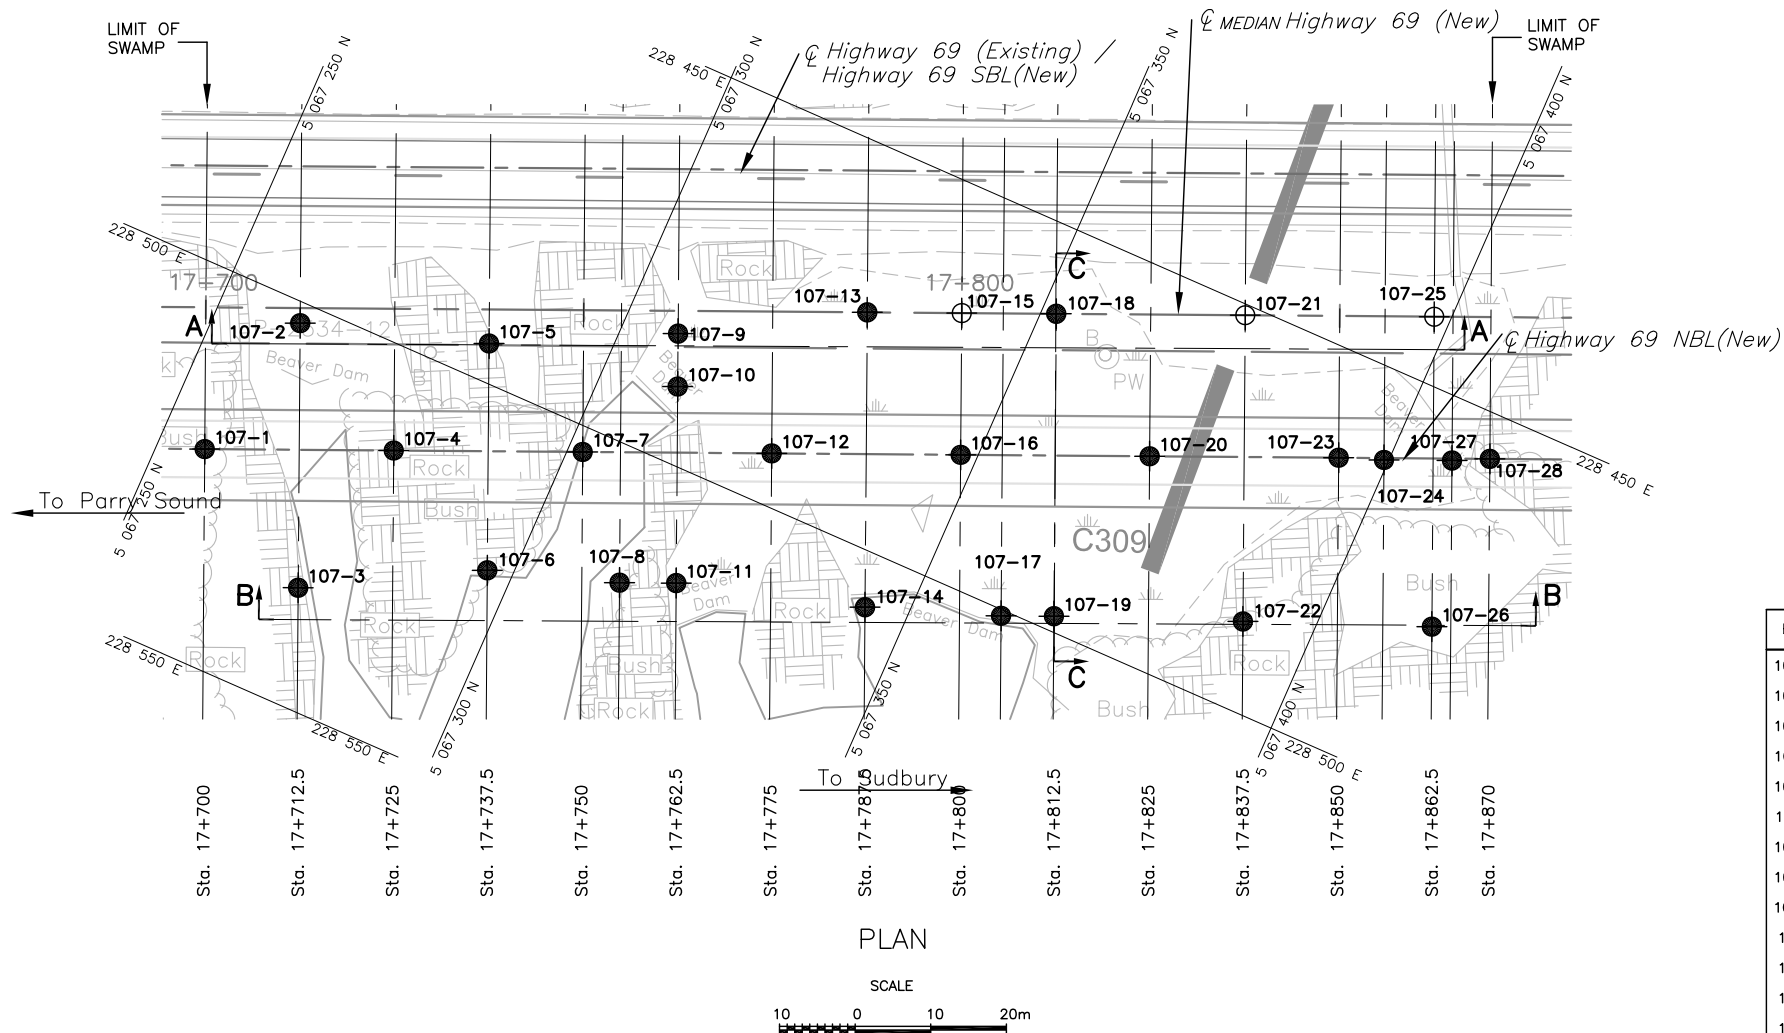 LIMIT OF
SWAMP
5 067 250 N
228 450 E
5 067 300 N
℄ Highway 69 (Existing) /
Highway 69 SBL(New)
℄ MEDIAN Highway 69 (New)
5 067 350 N
LIMIT OF
SWAMP
5 067 400 N
228 500 E
17+700
Rock
17+800
C
107-13
107-15
107-18
107-21
107-25
A
107-2
107-5
Rock
107-9
B
PW
A
℄ Highway 69 NBL(New)
Beaver Dam
Beaver
107-10
Beaver
107-1
107-4
107-7
107-12
107-16
107-20
107-23
107-27
107-28
107-24
228 450 E
Bush
Rock
Bush
To Parry Sound
5 067 250 N
C309
107-3
107-6
107-8
107-11
107-17
107-14
107-19
107-22
107-26
B
B
Beaver
Dam
Beaver Dam
Bush
Rock
Rock
Rock
Bush
Rock
Rock
Bush
228 550 E
228 550 E
5 067 300 N
5 067 350 N
5 067 400 N
228 500 E
To Sudbury
Sta. 17+700
Sta. 17+712.5
Sta. 17+725
Sta. 17+737.5
Sta. 17+750
Sta. 17+762.5
Sta. 17+775
Sta. 17+787.5
Sta. 17+800
Sta. 17+812.5
Sta. 17+825
Sta. 17+837.5
Sta. 17+850
Sta. 17+862.5
Sta. 17+870
C
PLAN
SCALE
10 0 10 20m